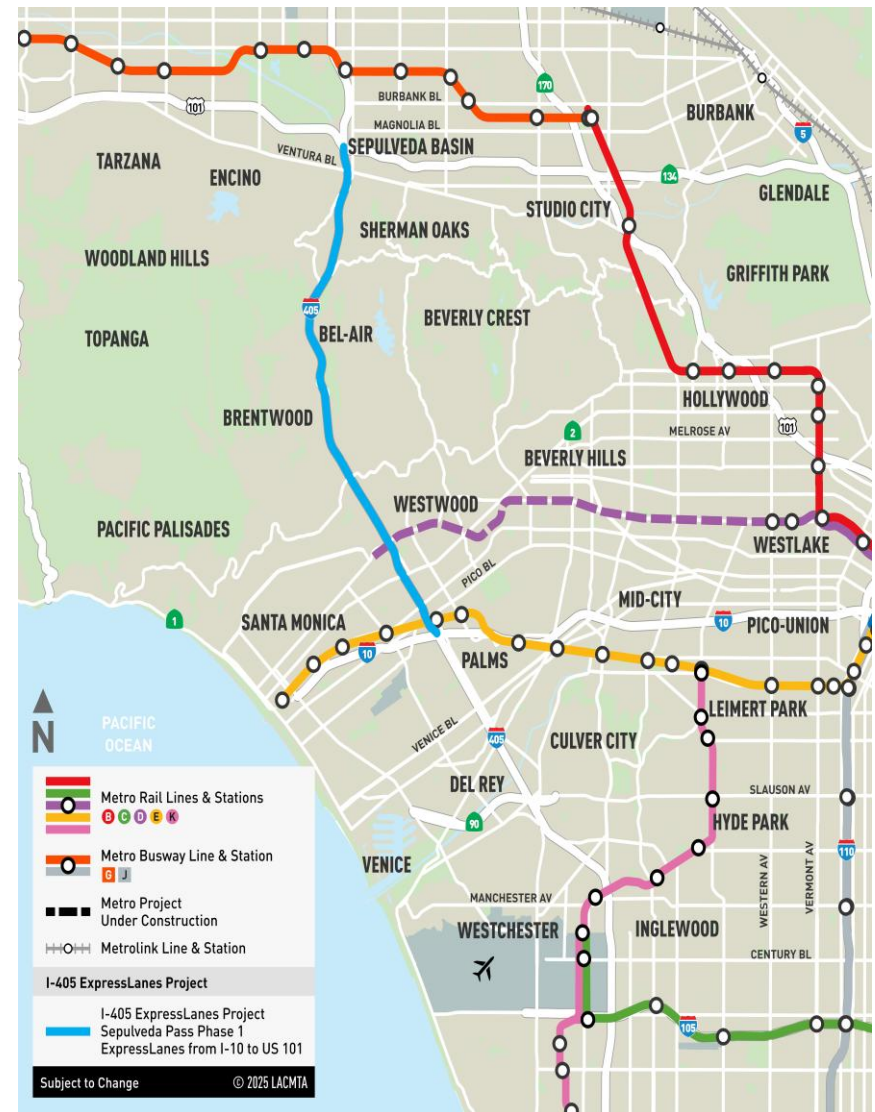 170
BURBANK BL
BURBANK
101
MAGNOLIA BL
5
VENTURA BL
SEPULVEDA BASIN
TARZANA
ENCINO
134
GLENDALE
STUDIO CITY
SHERMAN OAKS
WOODLAND HILLS
GRIFFITH PARK
405
BEVERLY CREST
TOPANGA
BEL-AIR
HOLLYWOOD
BRENTWOOD
2
101
MELROSE AV
BEVERLY HILLS
WESTWOOD
PACIFIC PALISADES
WESTLAKE
PICO BL
MID-CITY
1
SANTA MONICA
10
PICO-UNION
10
PALMS
LEIMERT PARK
N
PACIFIC
OCEAN
VENICE BL
405
CULVER CITY
DEL REY
SLAUSON AV
90
HYDE PARK
110
VENICE
WESTERN AV
VERMONT AV
MANCHESTER AV
WESTCHESTER
INGLEWOOD
CENTURY BL
105
Metro Rail Lines & Stations
B C D E K
Metro Busway Line & Station
G J
Metro Project
Under Construction
Metrolink Line & Station
I-405 ExpressLanes Project
I-405 ExpressLanes Project
Sepulveda Pass Phase 1
ExpressLanes from I-10 to US 101
Subject to Change © 2025 LACMTA